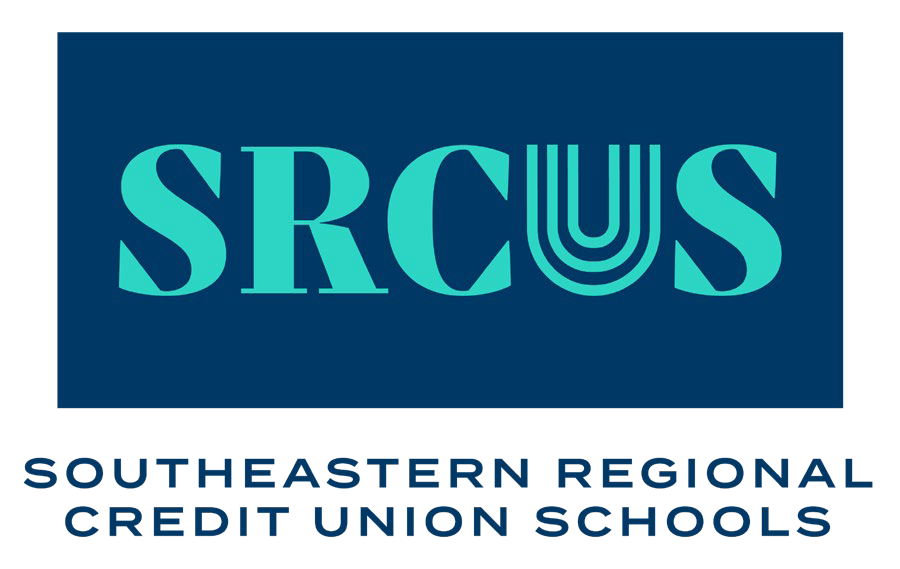 SRCUS
SOUTHEASTERN REGIONAL
CREDIT UNION SCHOOLS